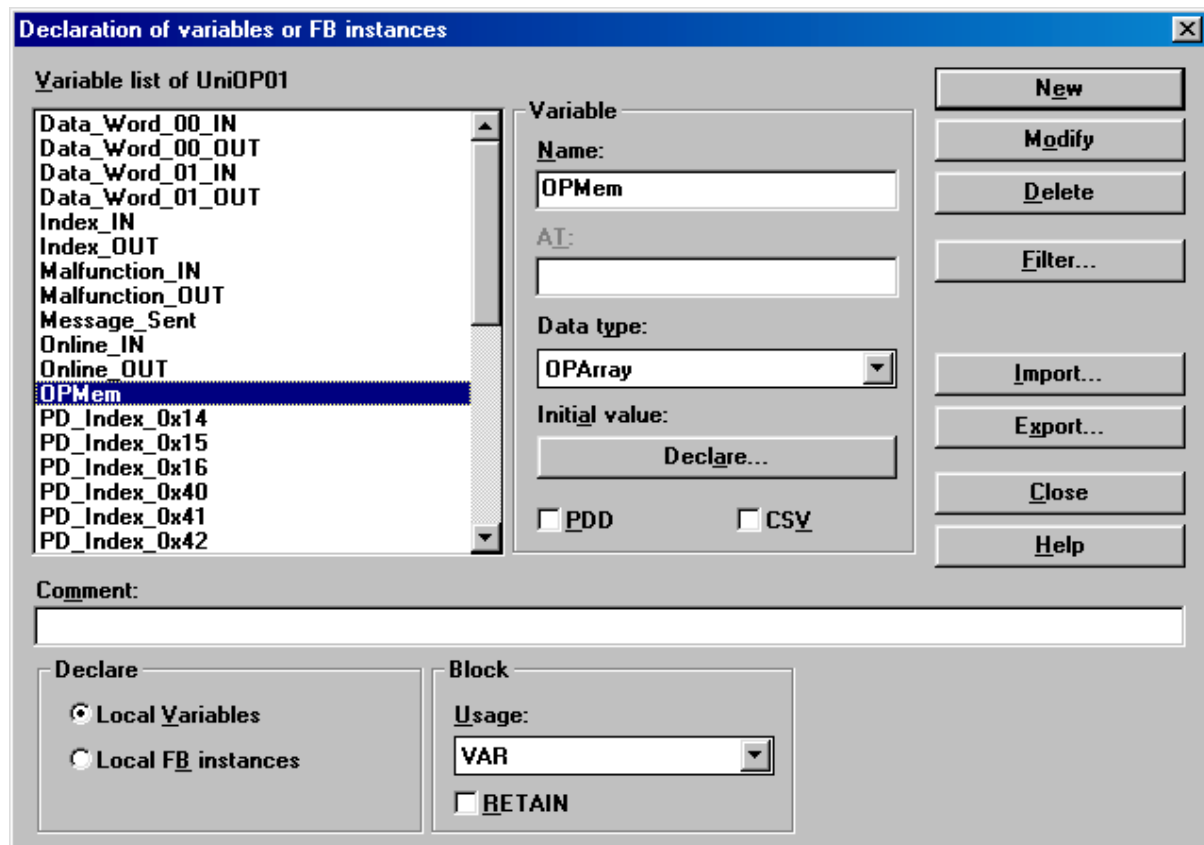 Declaration of variables or FB instances
Variable list of UniOP01
Data_Word_00_IN
Data_Word_00_OUT
Data_Word_01_IN
Data_Word_01_OUT
Index_IN
Index_OUT
Malfunction_IN
Malfunction_OUT
Message_Sent
Online_IN
Online_OUT
OPMem
PD_Index_0x14
PD_Index_0x15
PD_Index_0x16
PD_Index_0x40
PD_Index_0x41
PD_Index_0x42
Variable
Name:
OPMem
AT:
Data type:
OPArray
Initial value:
Declare...
PDD
CSV
New
Modify
Delete
Filter...
Import...
Export...
Close
Help
Comment:
Declare
Local Variables
Local FB instances
Block
Usage:
VAR
RETAIN